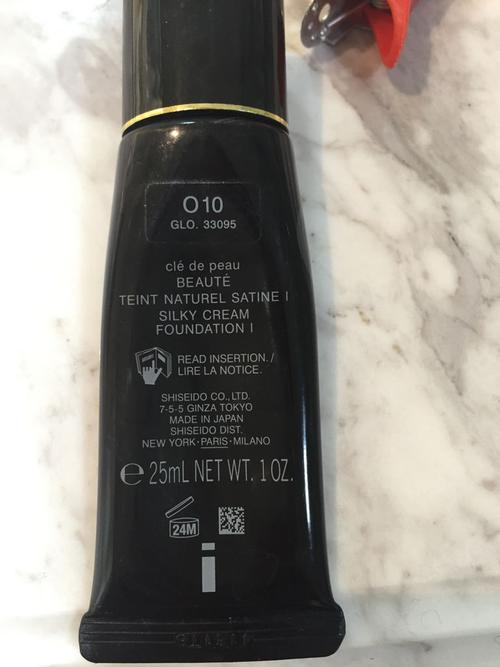 O 10
GLO. 33095
clé de peau
BEAUTÉ
TEINT NATUREL SATINE I
SILKY CREAM
FOUNDATION I
READ INSERTION. /
LIRE LA NOTICE.
SHISEIDO CO., LTD.
7-5-5 GINZA TOKYO
MADE IN JAPAN
SHISEIDO DIST.
NEW YORK · PARIS · MILANO
℮ 25mL NET WT. 1 OZ.
24M
i